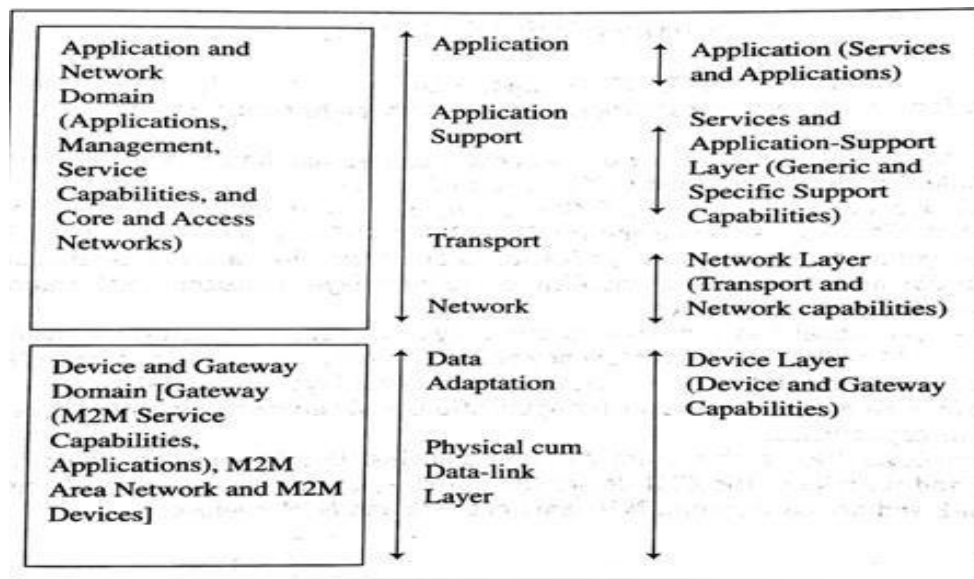 Application and
Network
Domain
(Applications,
Management,
Service
Capabilities, and
Core and Access
Networks)
Device and Gateway
Domain [Gateway
(M2M Service
Capabilities,
Applications), M2M
Area Network and M2M
Devices]
Application
Application
Support
Transport
Network
Data
Adaptation
Physical cum
Data-link
Layer
Application (Services
and Applications)
Services and
Application-Support
Layer (Generic and
Specific Support
Capabilities)
Network Layer
(Transport and
Network capabilities)
Device Layer
(Device and Gateway
Capabilities)